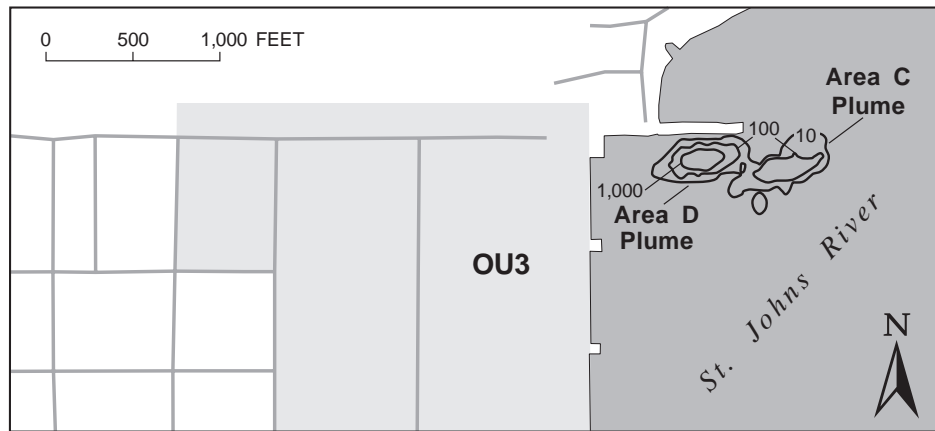 0 500 1,000 FEET
Area C
Plume
100
10
1,000
Area D
Plume
OU3
St. Johns River
N